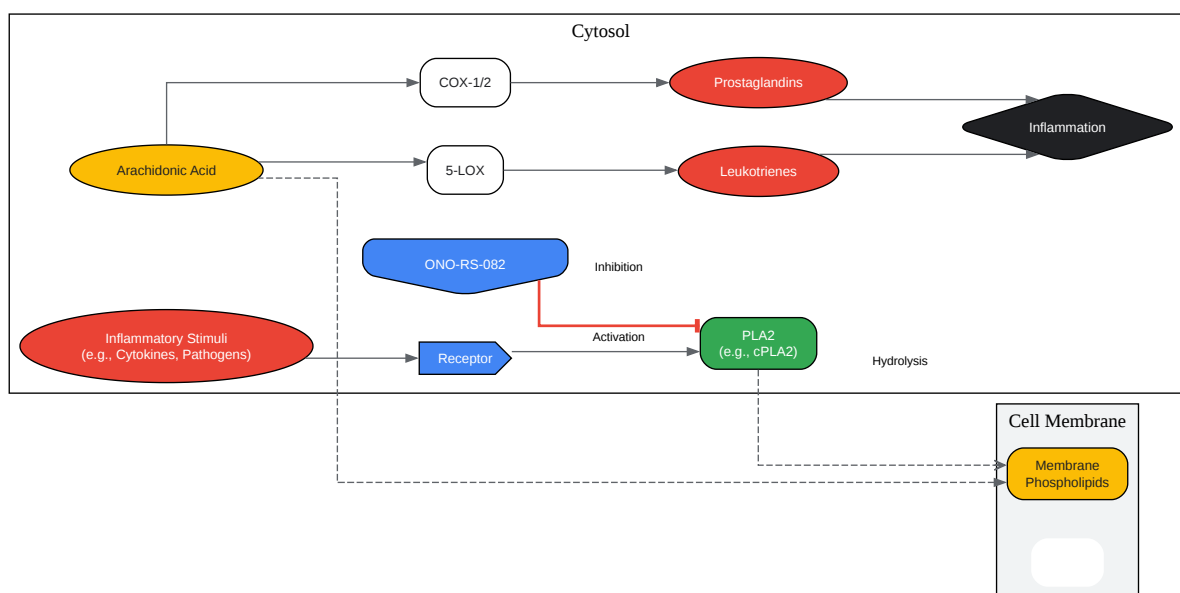 Cytosol
COX-1/2
Prostaglandins
Inflammation
Arachidonic Acid
5-LOX
Leukotrienes
ONO-RS-082
Inhibition
Inflammatory Stimuli
(e.g., Cytokines, Pathogens)
Receptor
Activation
PLA2
(e.g., cPLA2)
Hydrolysis
Cell Membrane
Membrane
Phospholipids